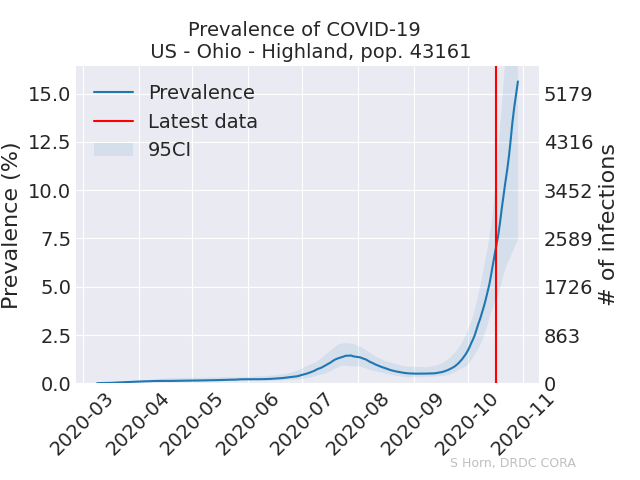 Prevalence of COVID-19
US - Ohio - Highland, pop. 43161
Prevalence
Latest data
95CI
Prevalence (%)
15.0
12.5
10.0
7.5
5.0
2.5
0.0
5179
4316
3452
2589
1726
863
0
# of infections
2020-03
2020-04
2020-05
2020-06
2020-07
2020-08
2020-09
2020-10
2020-11
S Horn, DRDC CORA